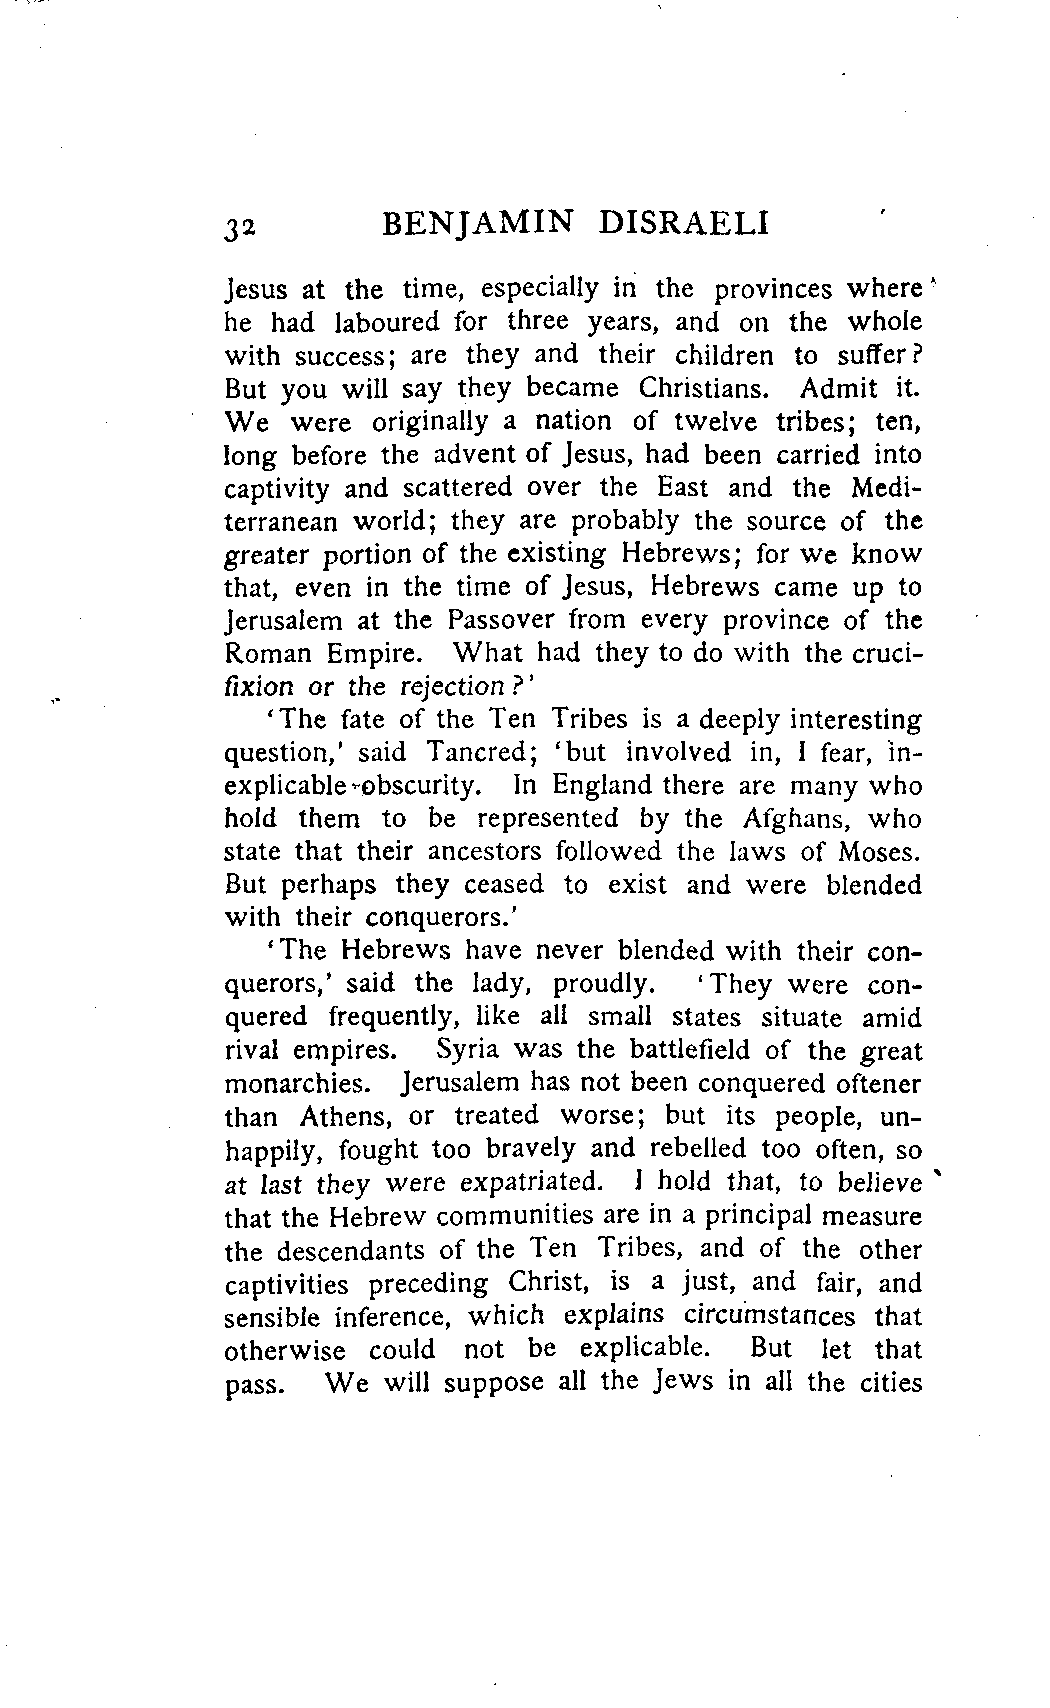 32 BENJAMIN DISRAELI
Jesus at the time, especially in the provinces where
he had laboured for three years, and on the whole
with success; are they and their children to suffer?
But you will say they became Christians. Admit it.
We were originally a nation of twelve tribes; ten,
long before the advent of Jesus, had been carried into
captivity and scattered over the East and the Medi-
terranean world; they are probably the source of the
greater portion of the existing Hebrews; for we know
that, even in the time of Jesus, Hebrews came up to
Jerusalem at the Passover from every province of the
Roman Empire. What had they to do with the cruci-
fixion or the rejection?'
'The fate of the Ten Tribes is a deeply interesting
question,' said Tancred; 'but involved in, I fear, in-
explicable obscurity. In England there are many who
hold them to be represented by the Afghans, who
state that their ancestors followed the laws of Moses.
But perhaps they ceased to exist and were blended
with their conquerors.'
'The Hebrews have never blended with their con-
querors,' said the lady, proudly. 'They were con-
quered frequently, like all small states situate amid
rival empires. Syria was the battlefield of the great
monarchies. Jerusalem has not been conquered oftener
than Athens, or treated worse; but its people, un-
happily, fought too bravely and rebelled too often, so
at last they were expatriated. I hold that, to believe
that the Hebrew communities are in a principal measure
the descendants of the Ten Tribes, and of the other
captivities preceding Christ, is a just, and fair, and
sensible inference, which explains circumstances that
otherwise could not be explicable. But let that
pass. We will suppose all the Jews in all the cities